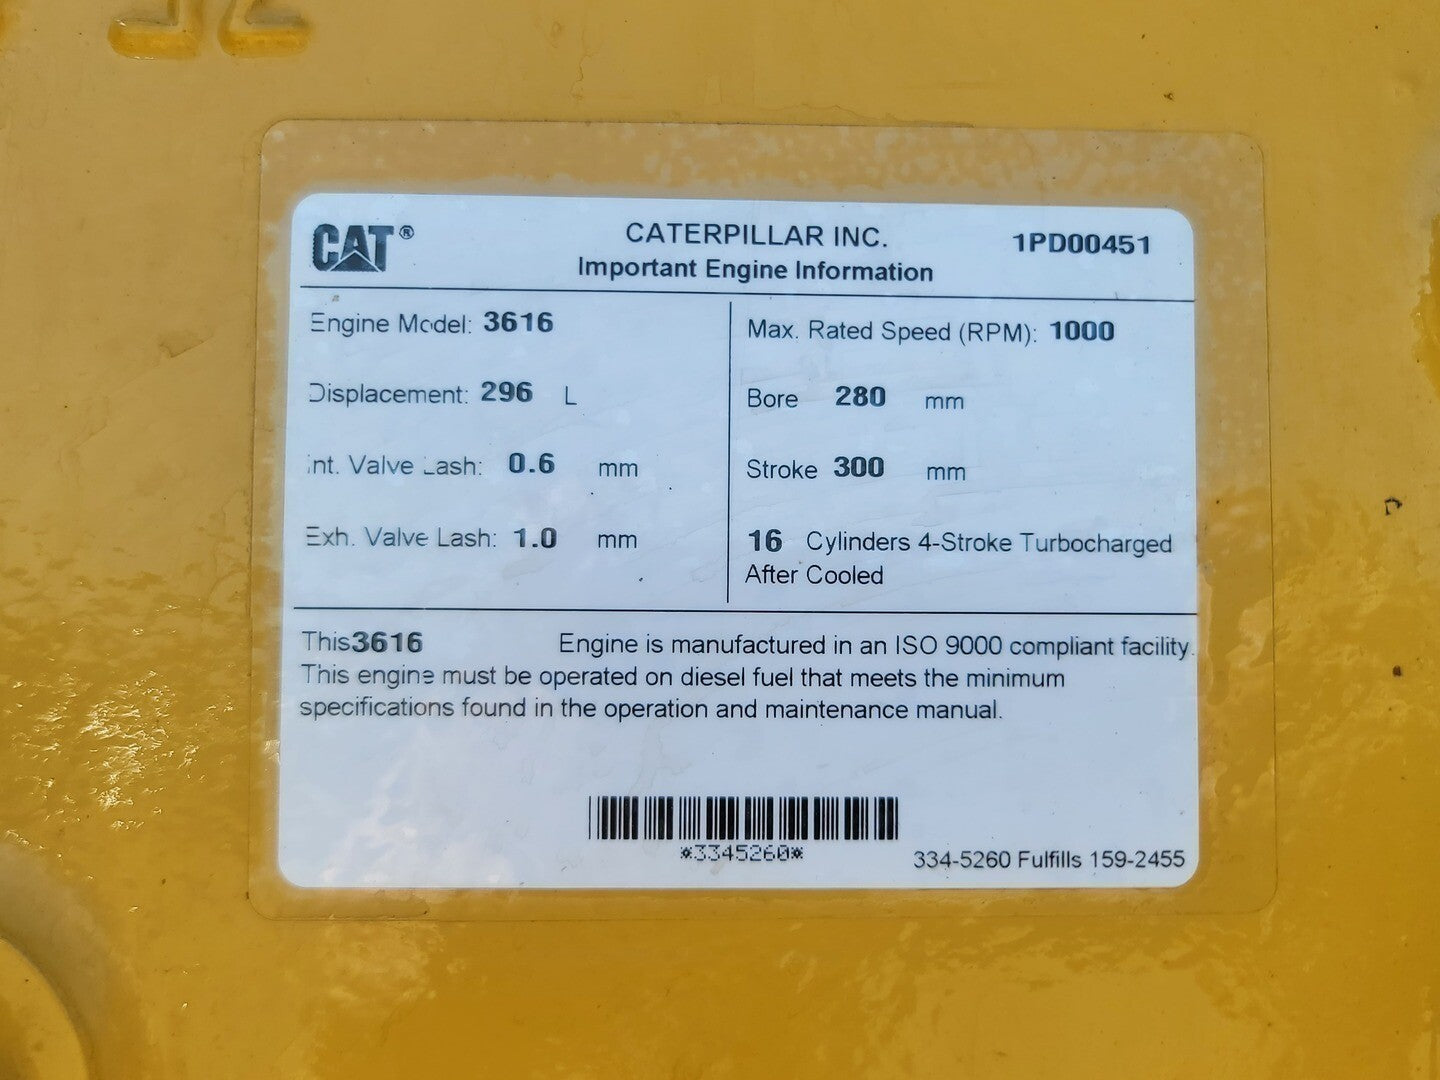 CAT®
CATERPILLAR INC.
Important Engine Information
1PD00451
Engine Model: 3616
Displacement: 296 L
Int. Valve Lash: 0.6 mm
Exh. Valve Lash: 1.0 mm
Max. Rated Speed (RPM): 1000
Bore 280 mm
Stroke 300 mm
16 Cylinders 4-Stroke Turbocharged
After Cooled
This 3616 Engine is manufactured in an ISO 9000 compliant facility.
This engine must be operated on diesel fuel that meets the minimum
specifications found in the operation and maintenance manual.
*3345260*
334-5260 Fulfills 159-2455